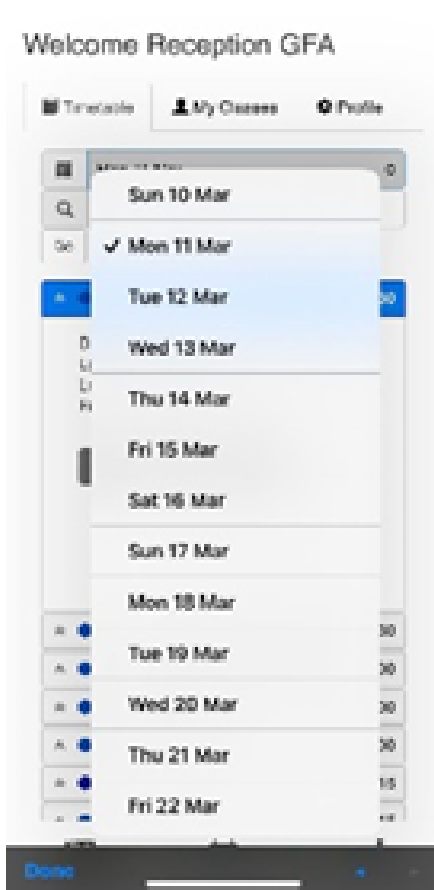 Welcome Reception GFA
Timetable My Classes Profile
Sun 10 Mar
✓ Mon 11 Mar
Tue 12 Mar
Wed 13 Mar
Thu 14 Mar
Fri 15 Mar
Sat 16 Mar
Sun 17 Mar
Mon 18 Mar
Tue 19 Mar
Wed 20 Mar
Thu 21 Mar
Fri 22 Mar
Done